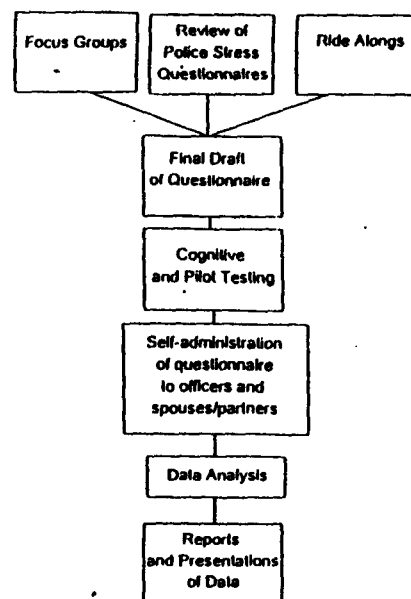 Focus Groups
Review of
Police Stress
Questionnaires
Ride Alongs
Final Draft
of Questionnaire
Cognitive
and Pilot Testing
Self-administration
of questionnaire
to officers and
spouses/partners
Data Analysis
Reports
and Presentations
of Data